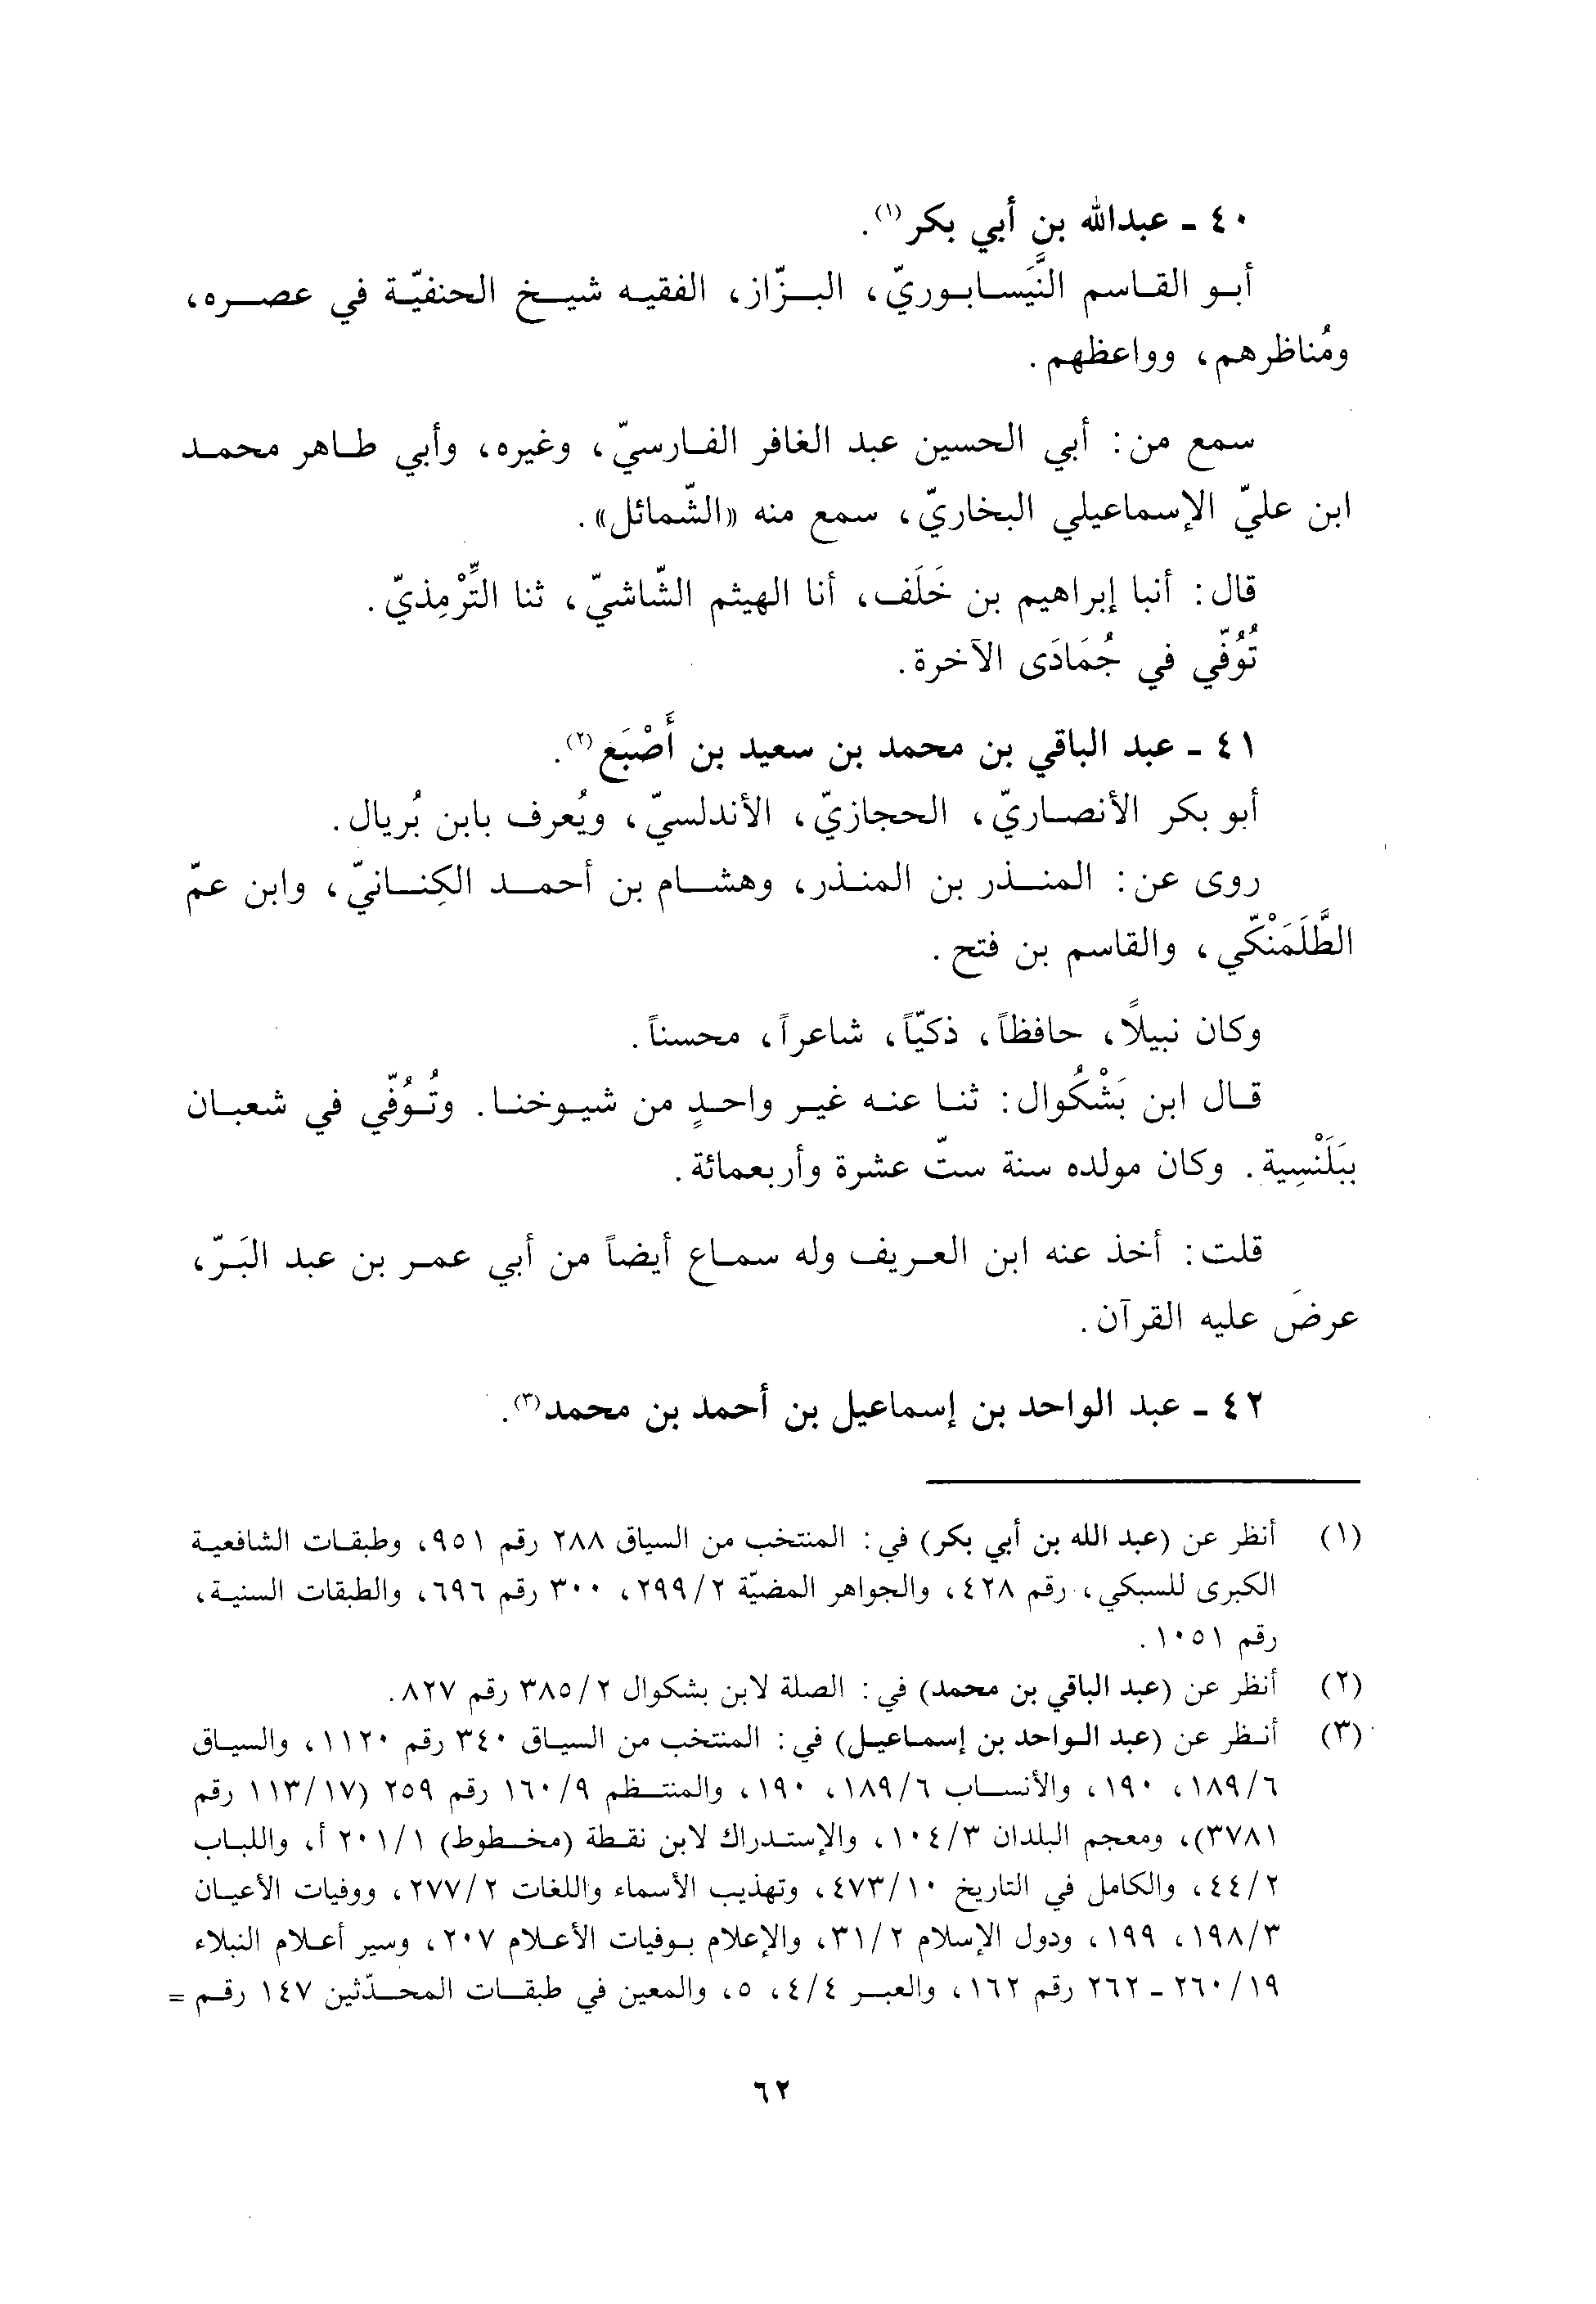 ٤٠ ـ عبدالله بن أبي بكر(١).
أبو القاسم النَّيَسابوريّ، البزّاز، الفقيه شيخ الحنفيّة في عصره،
ومُناظرهم، وواعظهم.
سمع من: أبي الحسين عبد الغافر الفارسيّ، وغيره، وأبي طاهر محمد
ابن عليّ الإسماعيلي البخاريّ، سمع منه «الشّمائل».
قال: أنبا إبراهيم بن خَلَف، أنا الهيثم الشّاشيّ، ثنا التِّرْمِذيّ.
تُوُفّي في جُمَادَى الآخرة.
٤١ ـ عبد الباقي بن محمد بن سعيد بن أَصْبَغ(٢).
أبو بكر الأنصاريّ، الحجازيّ، الأندلسيّ، ويُعرف بابن بُريال.
روى عن: المنذر بن المنذر، وهشام بن أحمد الكِنانيّ، وابن عمّ
الطَّلَمَنْكّي، والقاسم بن فتح.
وكان نبيلًا، حافظاً، ذكيّاً، شاعراً، محسناً.
قال ابن بَشْكُوال: ثنا عنه غير واحدٍ من شيوخنا. وتُوُفّي في شعبان
ببَلَنْسِية. وكان مولده سنة ستّ عشرة وأربعمائة.
قلت: أخذ عنه ابن العريف وله سماع أيضاً من أبي عمر بن عبد البَرّ،
عرضَ عليه القرآن.
٤٢ ـ عبد الواحد بن إسماعيل بن أحمد بن محمد(٣).
(١) أنظر عن (عبد الله بن أبي بكر) في: المنتخب من السياق ٢٨٨ رقم ٩٥١، وطبقات الشافعية
الكبرى للسبكي، رقم ٤٢٨، والجواهر المضيّة ٢/ ٢٩٩، ٣٠٠ رقم ٦٩٦، والطبقات السنية،
رقم ١٠٥١.
(٢) أنظر عن (عبد الباقي بن محمد) في: الصلة لابن بشكوال ٢/ ٣٨٥ رقم ٨٢٧.
(٣) أنظر عن (عبد الواحد بن إسماعيل) في: المنتخب من السياق ٣٤٠ رقم ١١٢٠، والسياق
٦/ ١٨٩، ١٩٠، والأنساب ٦/ ١٨٩، ١٩٠، والمنتظم ٩/ ١٦٠ رقم ٢٥٩ (١٧/ ١١٣ رقم
٣٧٨١)، ومعجم البلدان ٣/ ١٠٤، والإستدراك لابن نقطة (مخطوط) ١/ ٢٠١ أ، واللباب
٢/ ٤٤، والكامل في التاريخ ١٠/ ٤٧٣، وتهذيب الأسماء واللغات ٢/ ٢٧٧، ووفيات الأعيان
٣/ ١٩٨، ١٩٩، ودول الإسلام ٢/ ٣١، والإعلام بوفيات الأعلام ٢٠٧، وسير أعلام النبلاء
١٩/ ٢٦٠ ـ ٢٦٢ رقم ١٦٢، والعبر ٤/ ٤، ٥، والمعين في طبقات المحدّثين ١٤٧ رقم =
٦٢